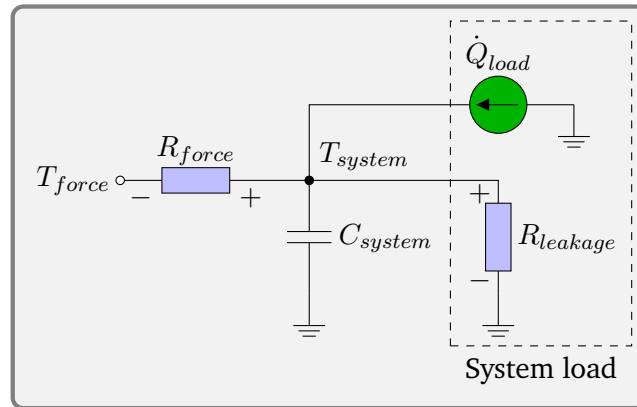 Q̇_load
R_force
T_system
T_force
− +
+
C_system
R_leakage
−
System load